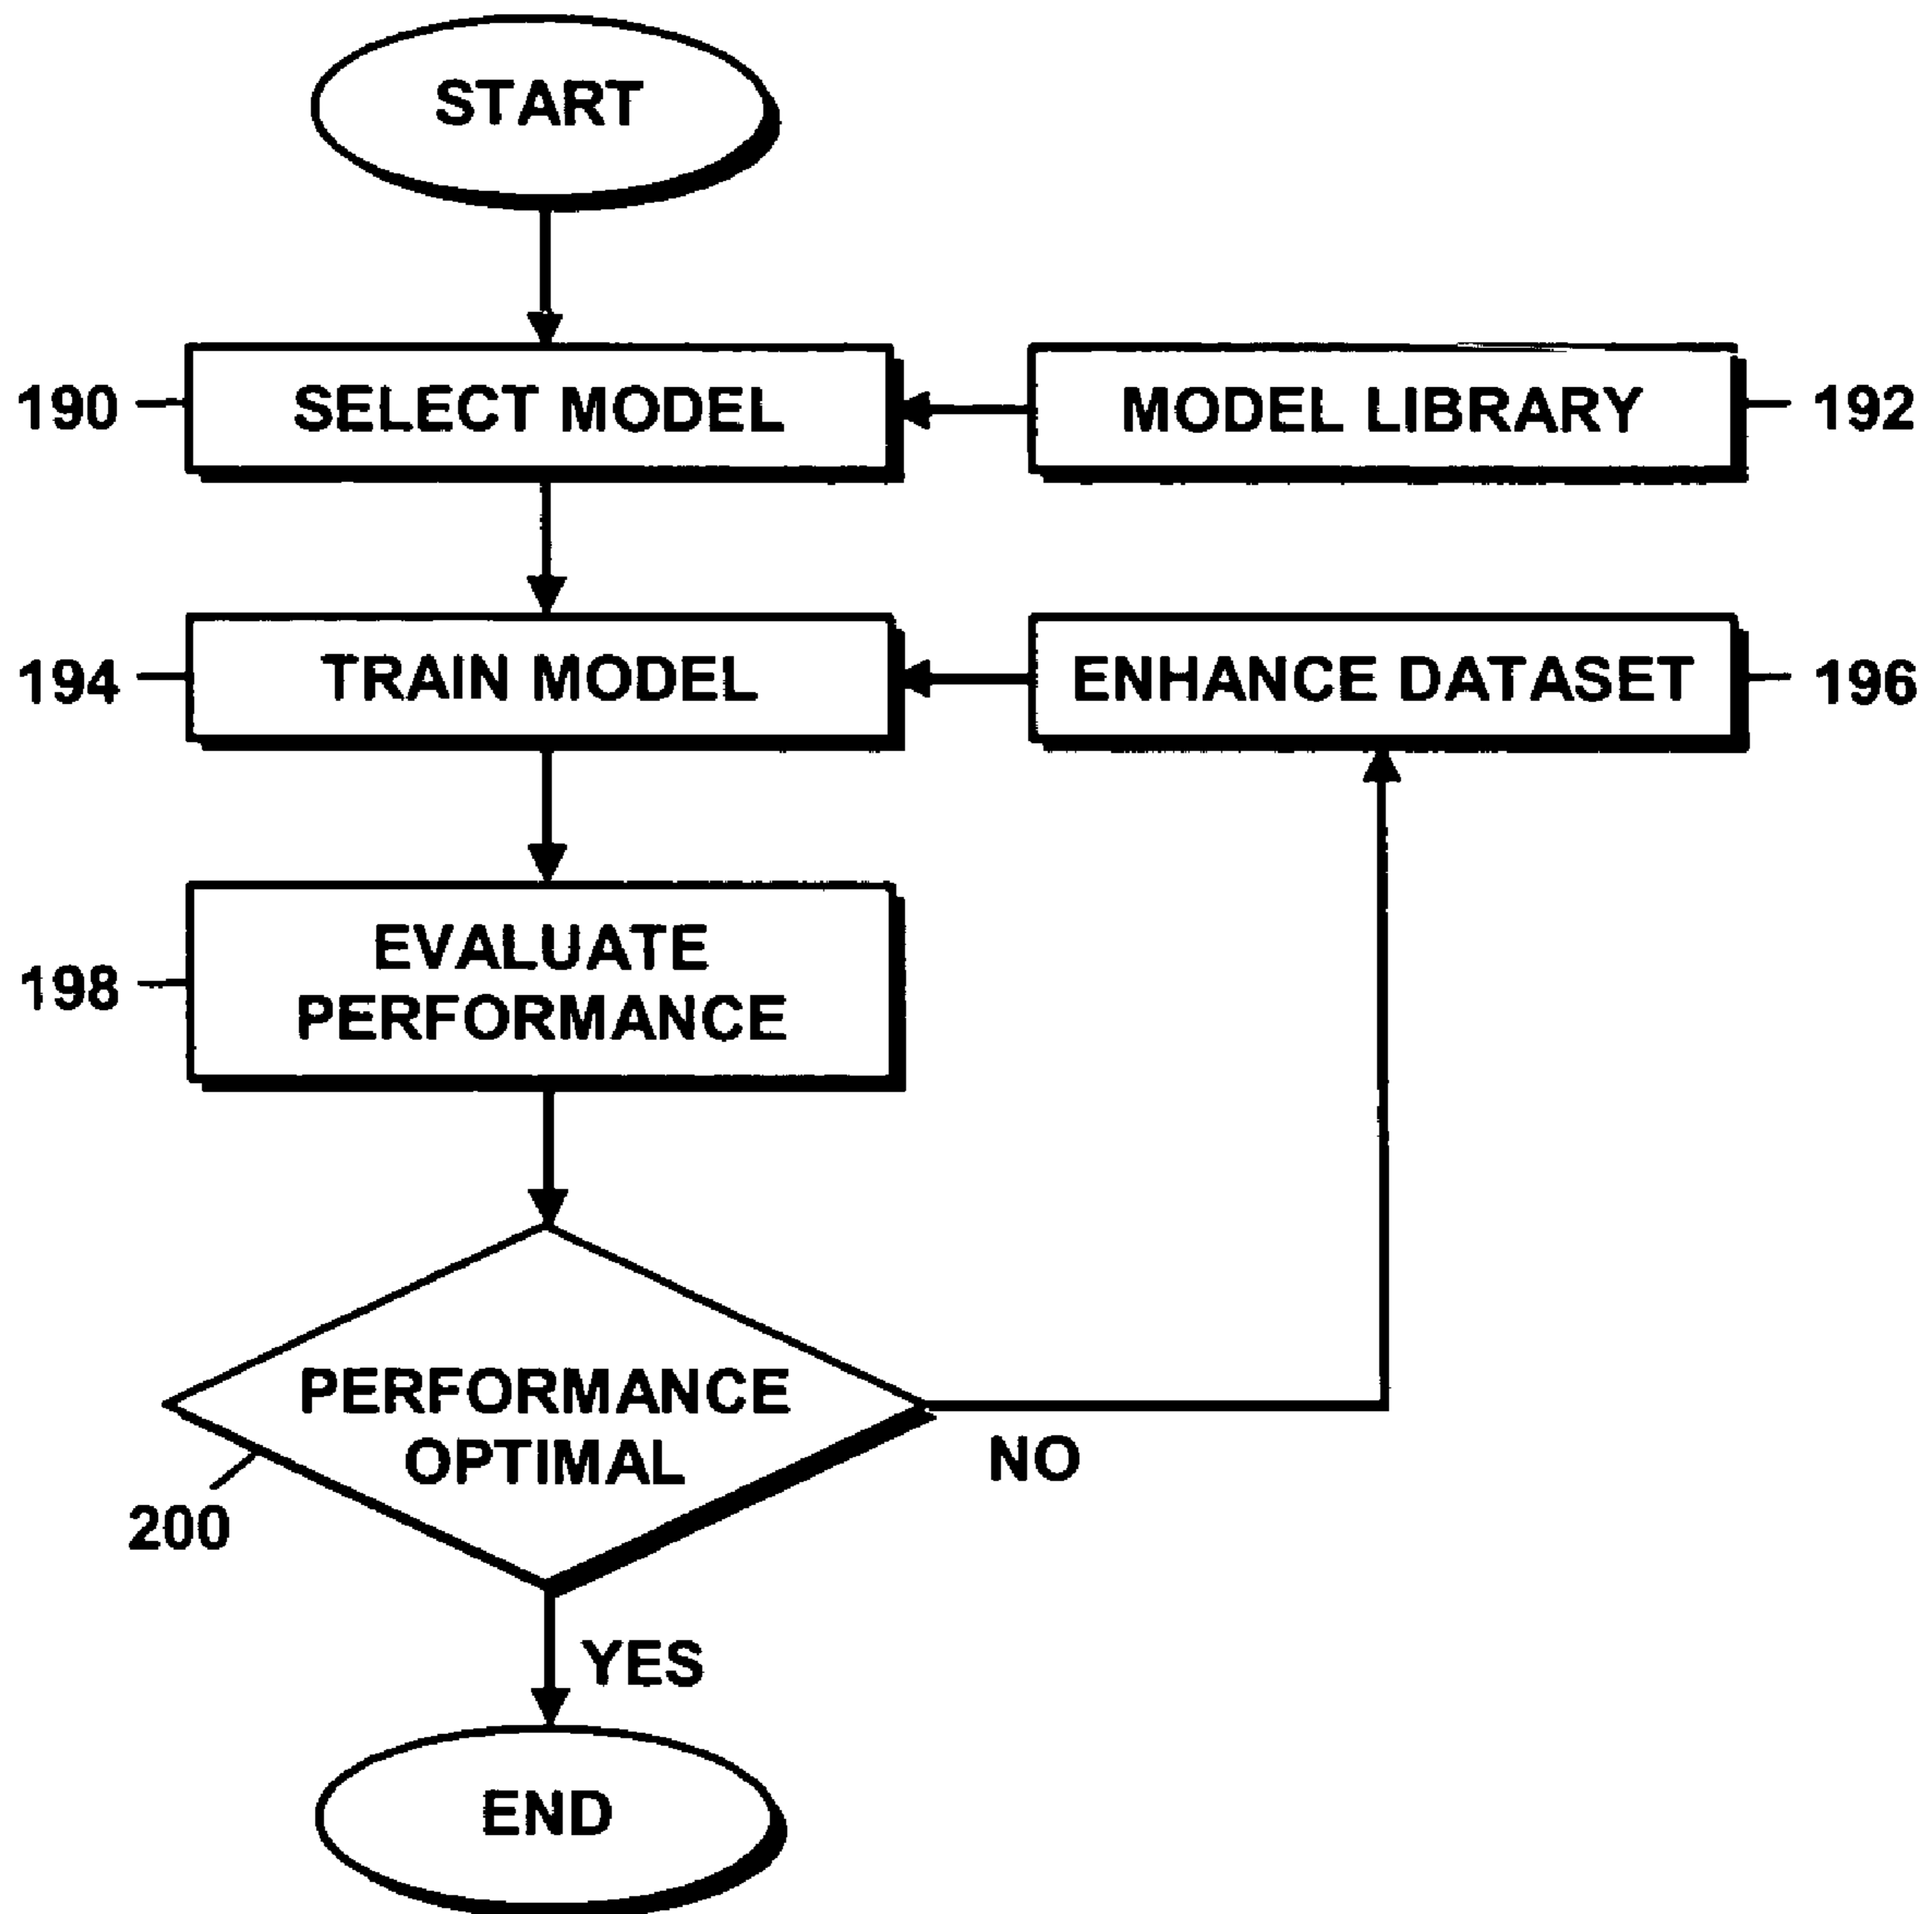 START
190
SELECT MODEL
MODEL LIBRARY
192
194
TRAIN MODEL
ENHANCE DATASET
196
198
EVALUATE
PERFORMANCE
PERFORMANCE
OPTIMAL
NO
200
YES
END